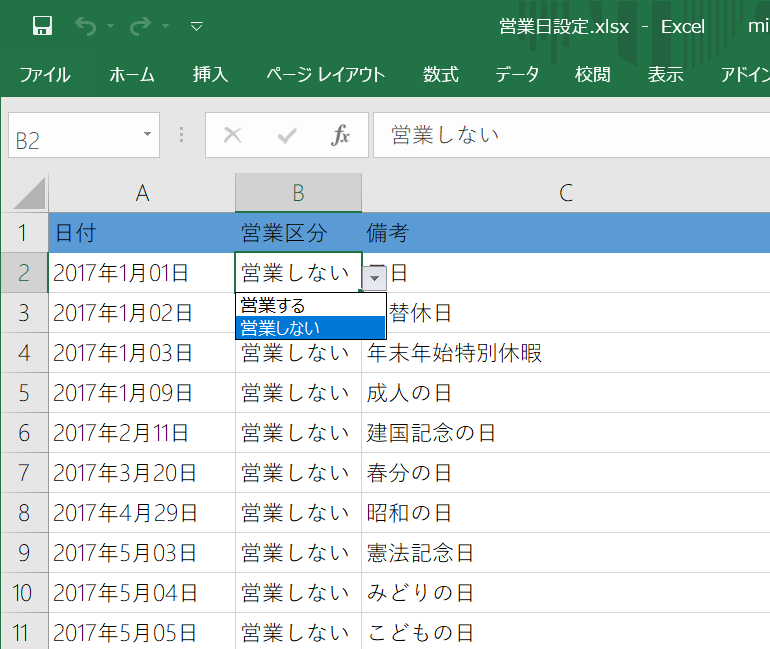 営業日設定.xlsx - Excel
ファイル ホーム 挿入 ページ レイアウト 数式 データ 校閲 表示
B2 fx 営業しない
A B C
1 日付 営業区分 備考
2 2017年1月01日 営業しない 日
営業する
営業しない
3 2017年1月02日 替休日
4 2017年1月03日 営業しない 年末年始特別休暇
5 2017年1月09日 営業しない 成人の日
6 2017年2月11日 営業しない 建国記念の日
7 2017年3月20日 営業しない 春分の日
8 2017年4月29日 営業しない 昭和の日
9 2017年5月03日 営業しない 憲法記念日
10 2017年5月04日 営業しない みどりの日
11 2017年5月05日 営業しない こどもの日